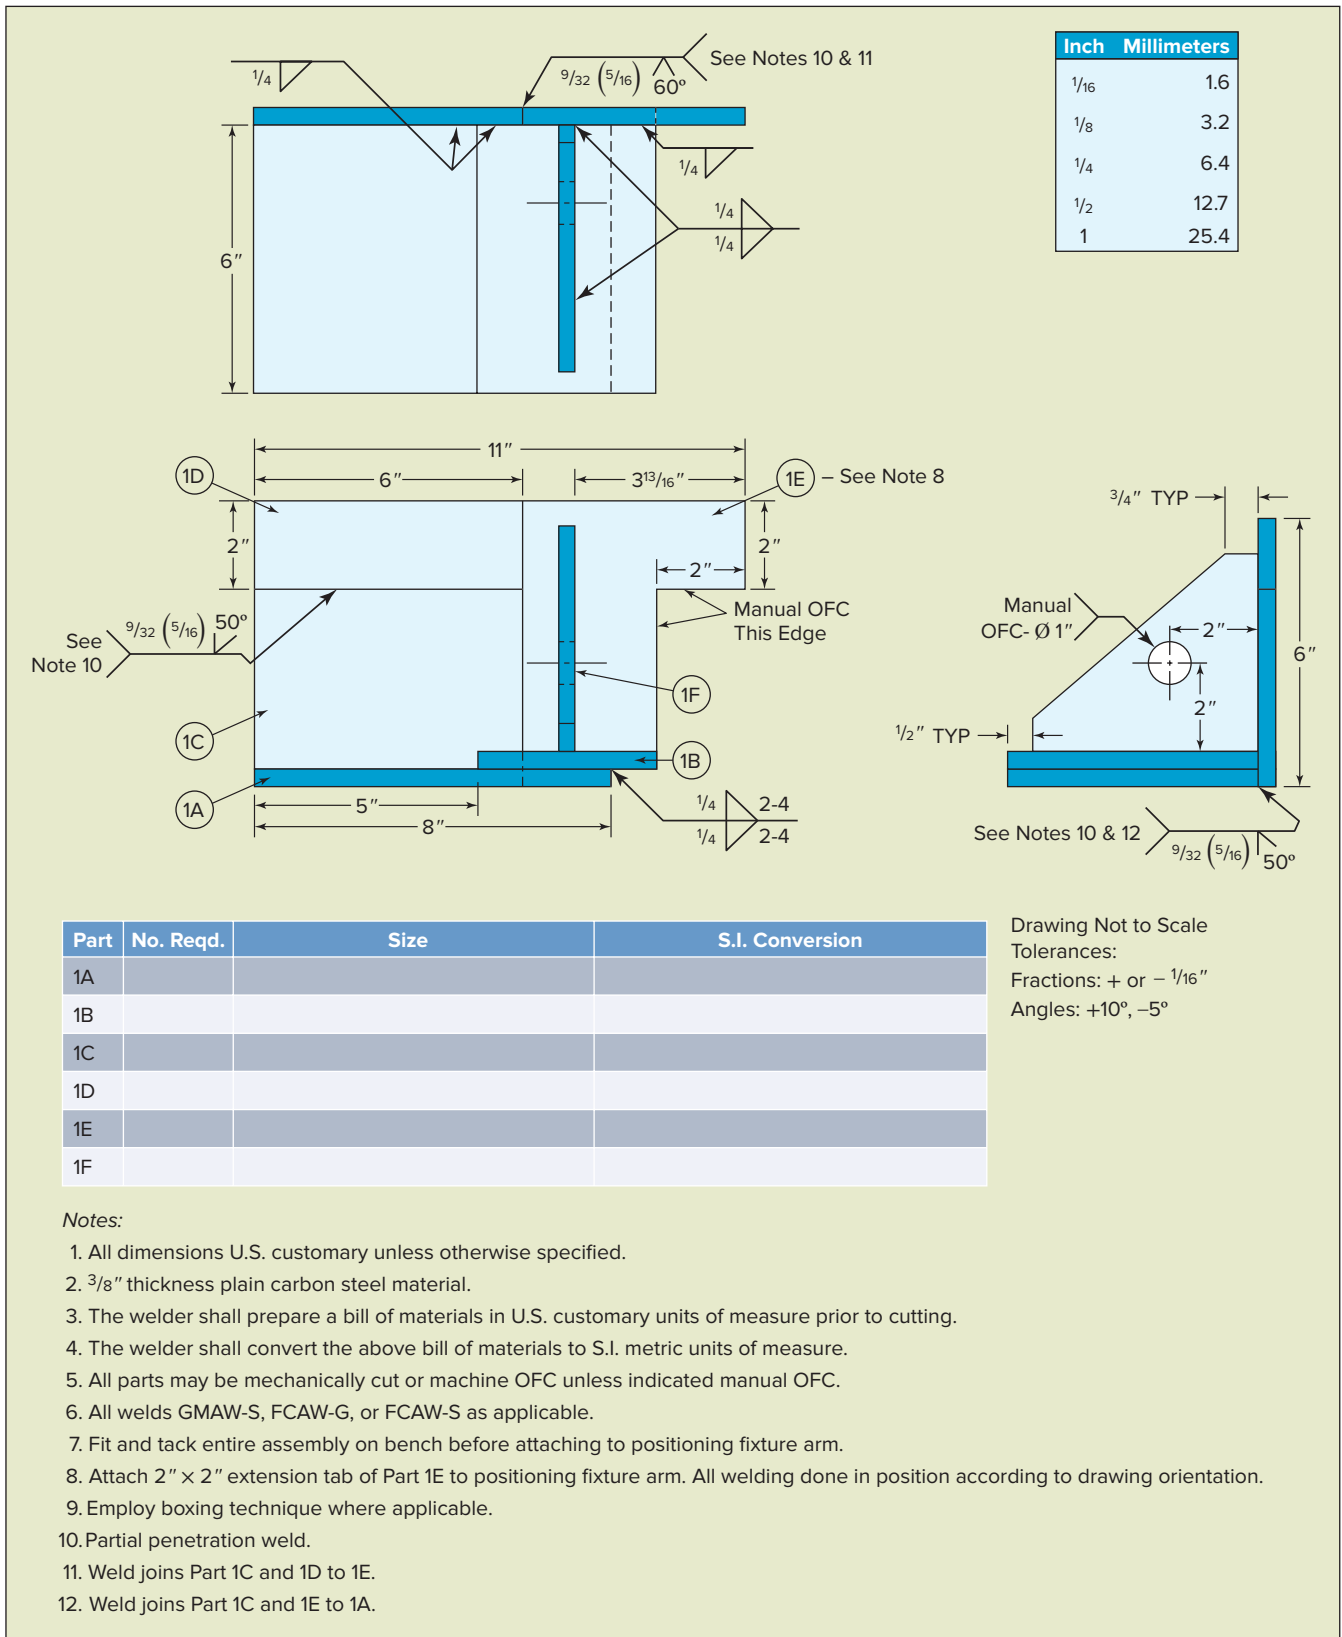 1/4
9/32 (5/16) 60º
See Notes 10 & 11
Inch Millimeters
1/16 1.6
1/8 3.2
1/4 6.4
1/2 12.7
1 25.4
1/4
1/4
1/4
6″
11″
6″
3 13/16″
1D
1E – See Note 8
2″
2″
2″
Manual OFC
This Edge
9/32 (5/16) 50º
See
Note 10
1F
1C
1B
1A
5″
8″
1/4 2-4
1/4 2-4
3/4″ TYP
Manual
OFC- Ø 1″
2″
6″
2″
1/2″ TYP
See Notes 10 & 12
9/32 (5/16) 50º
Part No. Reqd. Size S.I. Conversion
1A
1B
1C
1D
1E
1F
Drawing Not to Scale
Tolerances:
Fractions: + or – 1/16″
Angles: +10º, –5º
Notes:
1. All dimensions U.S. customary unless otherwise specified.
2. 3/8″ thickness plain carbon steel material.
3. The welder shall prepare a bill of materials in U.S. customary units of measure prior to cutting.
4. The welder shall convert the above bill of materials to S.I. metric units of measure.
5. All parts may be mechanically cut or machine OFC unless indicated manual OFC.
6. All welds GMAW-S, FCAW-G, or FCAW-S as applicable.
7. Fit and tack entire assembly on bench before attaching to positioning fixture arm.
8. Attach 2″ × 2″ extension tab of Part 1E to positioning fixture arm. All welding done in position according to drawing orientation.
9. Employ boxing technique where applicable.
10. Partial penetration weld.
11. Weld joins Part 1C and 1D to 1E.
12. Weld joins Part 1C and 1E to 1A.